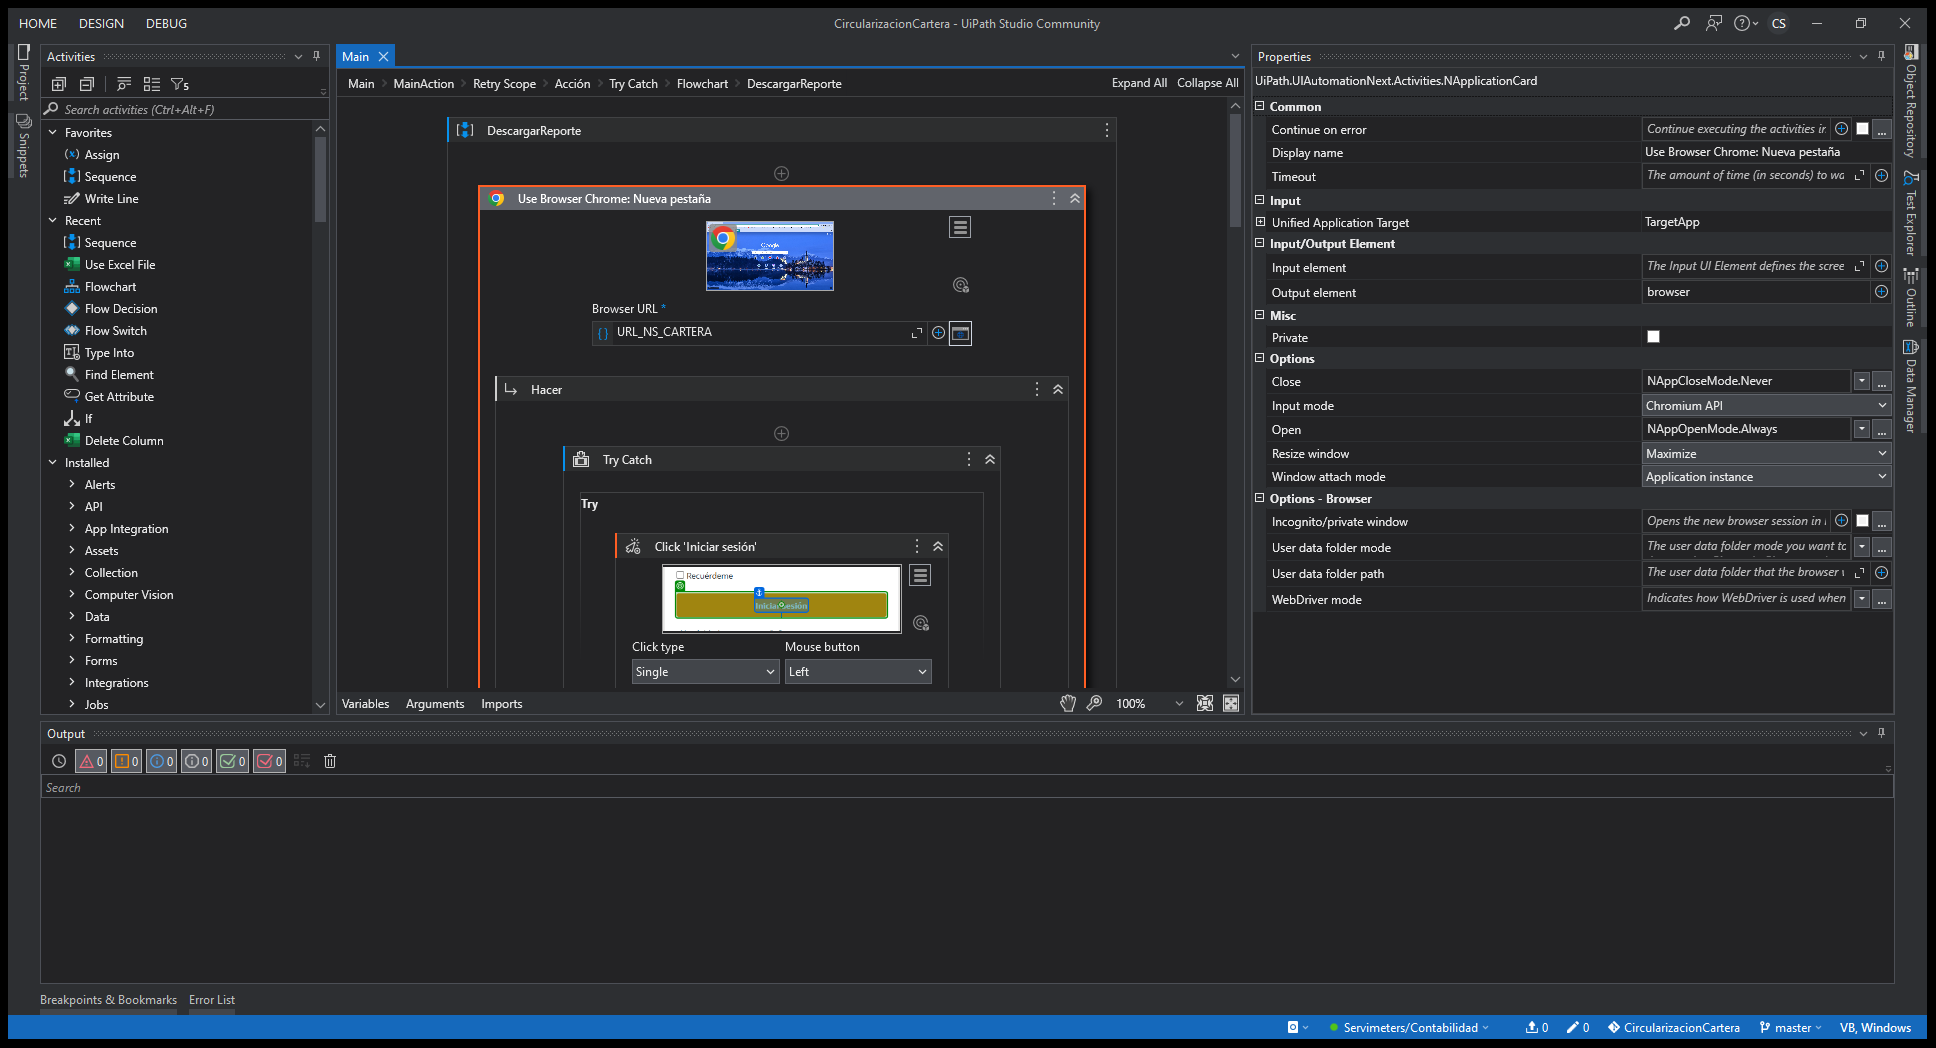 HOME DESIGN DEBUG
CircularizacionCartera - UiPath Studio Community
CS
Project
Snippets
Activities
5
Search activities (Ctrl+Alt+F)
Favorites
Assign
Sequence
Write Line
Recent
Sequence
Use Excel File
Flowchart
Flow Decision
Flow Switch
Type Into
Find Element
Get Attribute
If
Delete Column
Installed
Alerts
API
App Integration
Assets
Collection
Computer Vision
Data
Formatting
Forms
Integrations
Jobs
Main
Main MainAction Retry Scope Acción Try Catch Flowchart DescargarReporte
Expand All Collapse All
DescargarReporte
Use Browser Chrome: Nueva pestaña
Google
Browser URL *
URL_NS_CARTERA
Hacer
Try Catch
Try
Click 'Iniciar sesión'
Recuérdeme
Iniciar sesión
Click type Mouse button
Single Left
Variables Arguments Imports
100%
Properties
UiPath.UIAutomationNext.Activities.NApplicationCard
Common
Continue on error Continue executing the activities ir
Display name Use Browser Chrome: Nueva pestaña
Timeout The amount of time (in seconds) to wa
Input
Unified Application Target TargetApp
Input/Output Element
Input element The Input UI Element defines the scree
Output element browser
Misc
Private
Options
Close NAppCloseMode.Never
Input mode Chromium API
Open NAppOpenMode.Always
Resize window Maximize
Window attach mode Application instance
Options - Browser
Incognito/private window Opens the new browser session in i
User data folder mode The user data folder mode you want to
User data folder path The user data folder that the browser v
WebDriver mode Indicates how WebDriver is used when
Object Repository
Test Explorer
Outline
Data Manager
Output
0 0 0 0 0 0
Search
Breakpoints & Bookmarks Error List
Servimeters/Contabilidad 0 0 CircularizacionCartera master VB, Windows